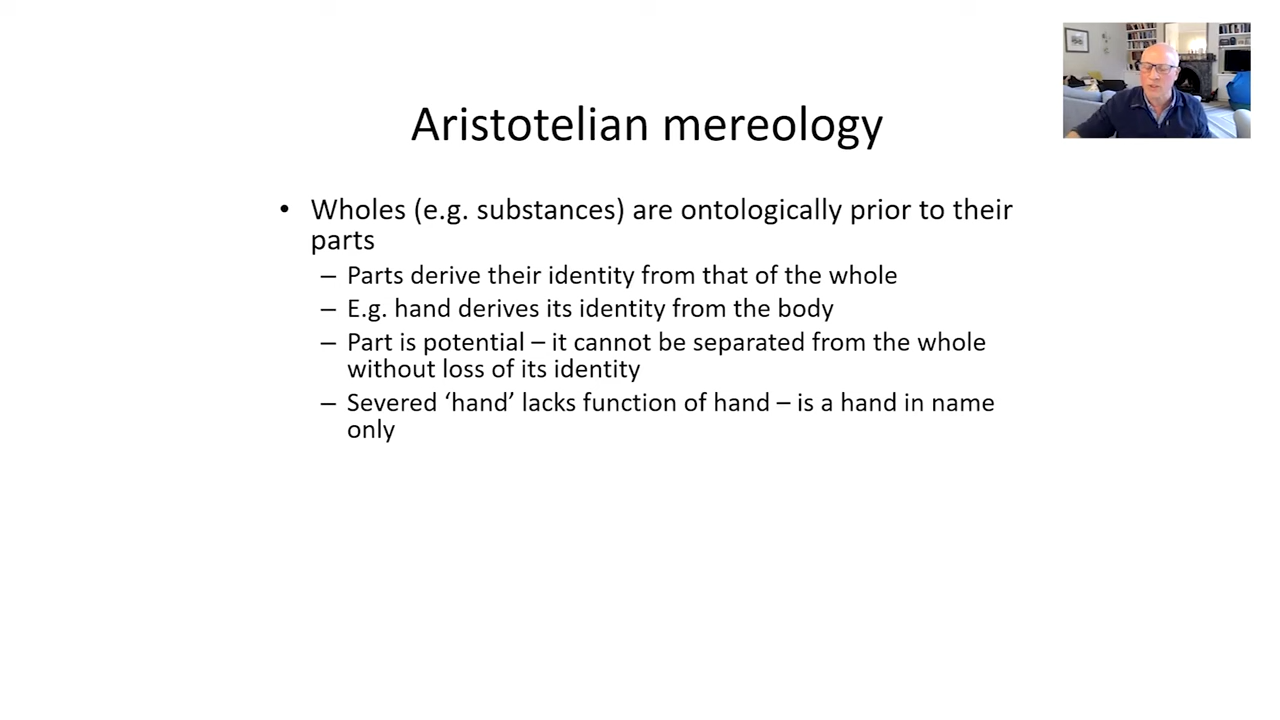 Aristotelian mereology
• Wholes (e.g. substances) are ontologically prior to their
parts
– Parts derive their identity from that of the whole
– E.g. hand derives its identity from the body
– Part is potential – it cannot be separated from the whole
without loss of its identity
– Severed ‘hand’ lacks function of hand – is a hand in name
only